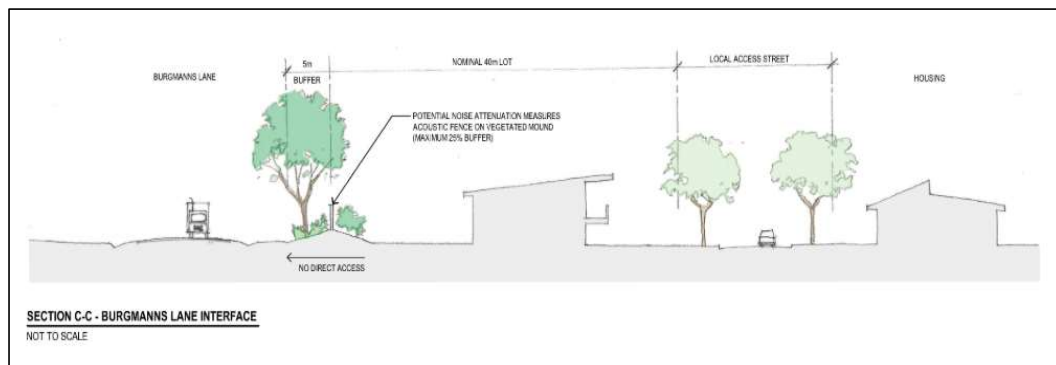 5m
NOMINAL 40m LOT
LOCAL ACCESS STREET
BURGMANNS LANE
BUFFER
HOUSING
POTENTIAL NOISE ATTENUATION MEASURES
ACOUSTIC FENCE ON VEGETATED MOUND
(MAXIMUM 25% BUFFER)
NO DIRECT ACCESS
SECTION C-C - BURGMANNS LANE INTERFACE
NOT TO SCALE